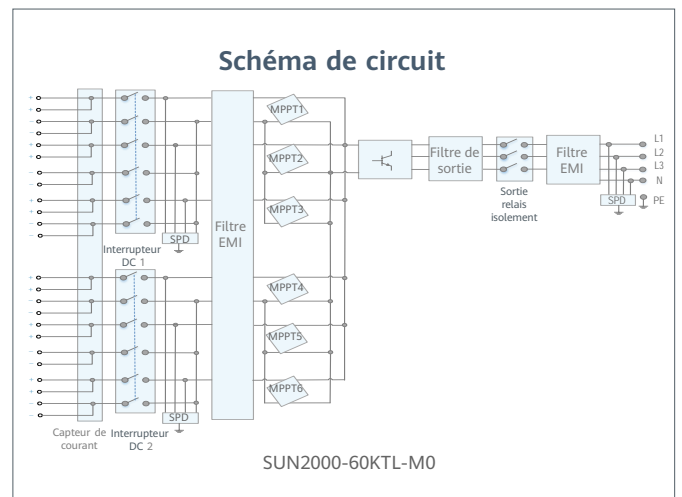 Schéma de circuit
+
+
−
−
+
+
−
−
+
+
−
−
+
+
−
−
+
+
−
−
+
+
−
−
MPPT1
MPPT2
MPPT3
MPPT4
MPPT5
MPPT6
SPD
SPD
Interrupteur
DC 1
Filtre
EMI
Filtre de
sortie
Sortie
relais
isolement
Filtre
EMI
L1
L2
L3
N
PE
SPD
Capteur de
courant
Interrupteur
DC 2
SUN2000-60KTL-M0